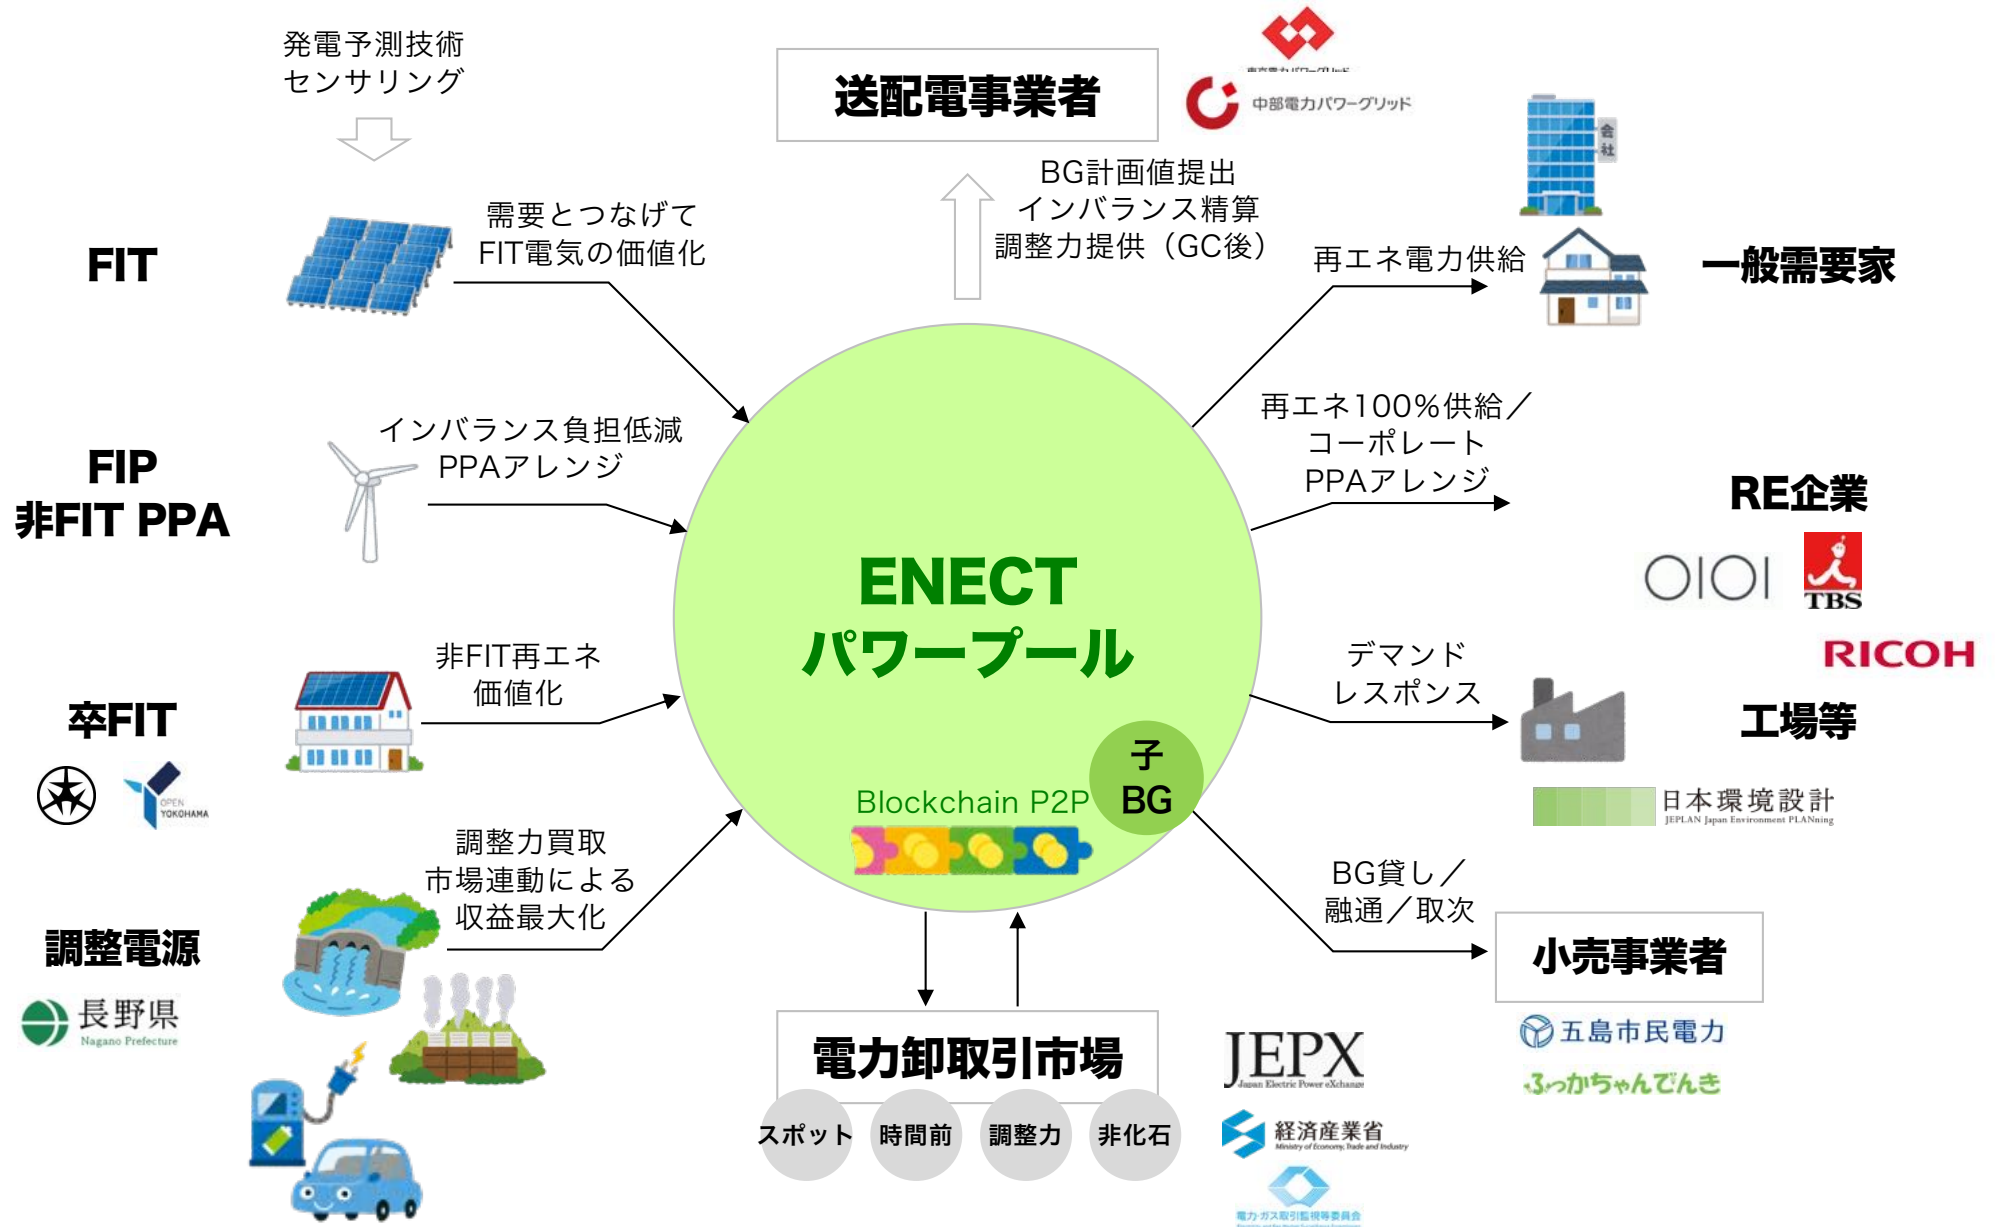 発電予測技術
センサリング
送配電事業者
中部電力パワーグリッド
会社
BG計画値提出
インバランス精算
調整力提供（GC後）
FIT
需要とつなげて
FIT電気の価値化
再エネ電力供給
一般需要家
FIP
非FIT PPA
インバランス負担低減
PPAアレンジ
再エネ100％供給／
コーポレート
PPAアレンジ
RE企業
OIOI
TBS
RICOH
ENECT
パワープール
卒FIT
OPEN
YOKOHAMA
非FIT再エネ
価値化
デマンド
レスポンス
工場等
日本環境設計
JEPLAN Japan Environment PLANning
子
BG
Blockchain P2P
調整電源
長野県
Nagano Prefecture
調整力買取
市場連動による
収益最大化
BG貸し／
融通／取次
小売事業者
五島市民電力
ふっかちゃんでんき
電力卸取引市場
スポット
時間前
調整力
非化石
JEPX
Japan Electric Power eXchange
経済産業省
Ministry of Economy, Trade and Industry
電力・ガス取引監視等委員会